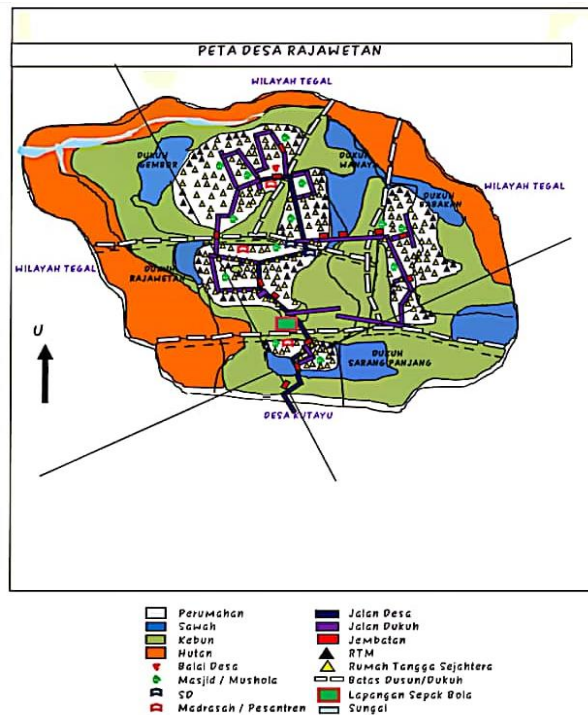 PETA DESA RAJAWETAN
WILAYAH TEGAL
DUKUH
GEMBOR
DUKUH
WANAYA
DUKUH
BABAKAN
WILAYAH TEGAL
WILAYAH TEGAL
DUKUH
RAJAWETAN
U
DUKUH
SARANG PANJANG
DESA KUTAYU
Perumahan
Sawah
Kebun
Hutan
Balai Desa
Masjid / Mushola
SD
Madrasah / Pesantren
Jalan Desa
Jalan Dukuh
Jembatan
RTM
Rumah Tangga Sejahtera
Batas Dusun/Dukuh
Lapangan Sepak Bola
Sungai